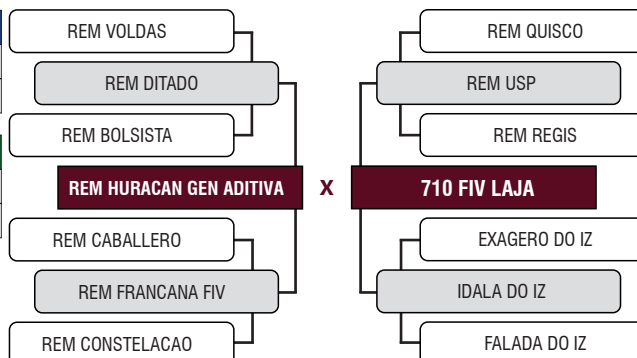 REM VOLDAS
REM DITADO
REM BOLSISTA
REM HURACAN GEN ADITIVA
REM CABALLERO
REM FRANCANA FIV
REM CONSTELACAO
X
REM QUISCO
REM USP
REM REGIS
710 FIV LAJA
EXAGERO DO IZ
IDALA DO IZ
FALADA DO IZ